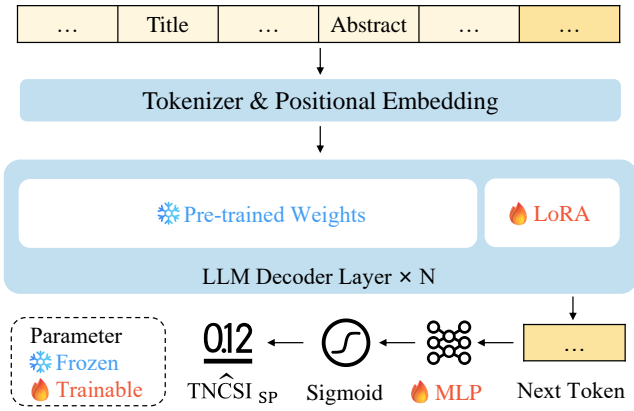 ... Title ... Abstract ... ...
Tokenizer & Positional Embedding
Pre-trained Weights LoRA
LLM Decoder Layer × N
Parameter
Frozen
Trainable
0.12
TNĈSI SP
Sigmoid
MLP
...
Next Token